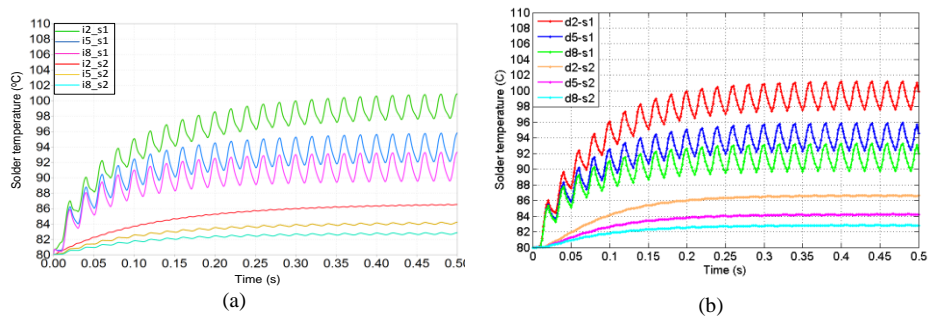 110
108
106
104
102
100
98
96
94
92
90
88
86
84
82
80
Solder temperature (ºC)
i2_s1
i5_s1
i8_s1
i2_s2
i5_s2
i8_s2
0.00 0.05 0.10 0.15 0.20 0.25 0.30 0.35 0.40 0.45 0.50
Time (s)
(a)
110
108
106
104
102
100
98
96
94
92
90
88
86
84
82
80
Solder temperature (C)
d2-s1
d5-s1
d8-s1
d2-s2
d5-s2
d8-s2
0 0.05 0.1 0.15 0.2 0.25 0.3 0.35 0.4 0.45 0.5
Time (s)
(b)